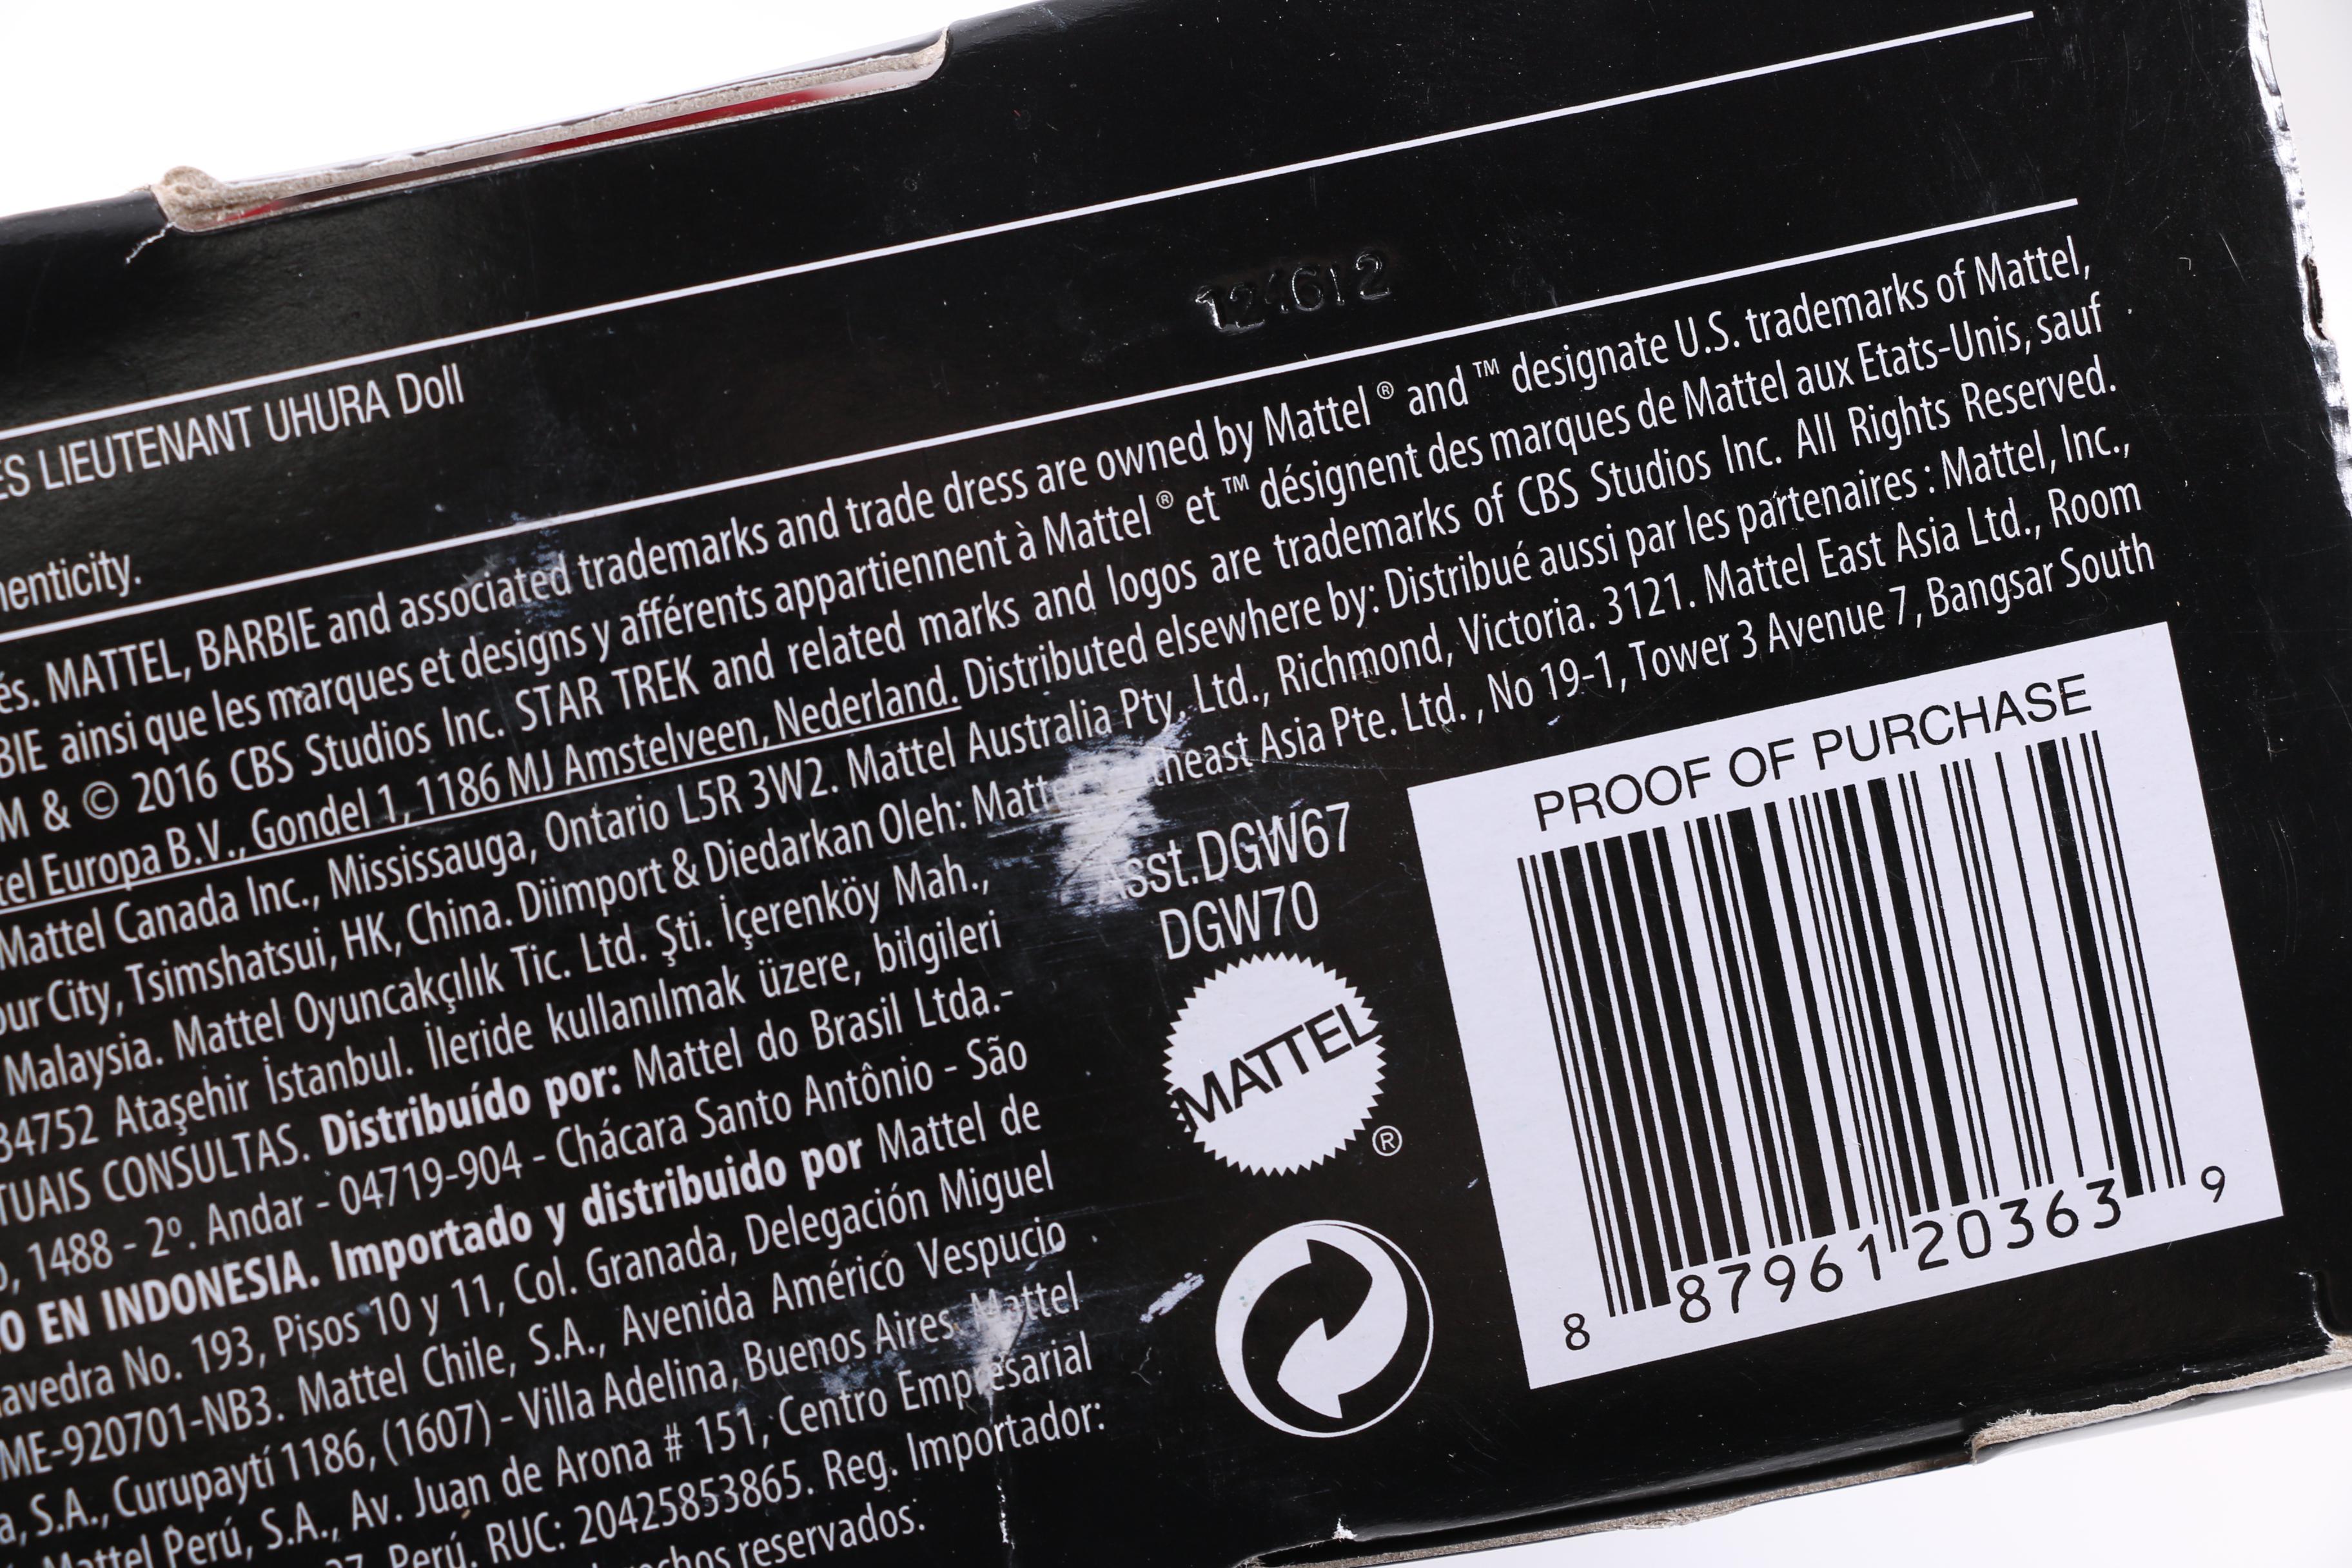 ES LIEUTENANT UHURA Doll
12 1612
henticity.
és. MATTEL, BARBIE and associated trademarks and trade dress are owned by Mattel ® and ™ designate U.S. trademarks of Mattel,
BIE ainsi que les marques et designs y afférents appartiennent à Mattel ® et ™ désignent des marques de Mattel aux Etats-Unis, sauf
M & © 2016 CBS Studios Inc. STAR TREK and related marks and logos are trademarks of CBS Studios Inc. All Rights Reserved.
tel Europa B.V., Gondel 1, 1186 MJ Amstelveen, Nederland. Distributed elsewhere by: Distribué aussi par les partenaires : Mattel, Inc.,
Mattel Canada Inc., Mississauga, Ontario L5R 3W2. Mattel Australia Pty. Ltd., Richmond, Victoria. 3121. Mattel East Asia Ltd., Room
our City, Tsimshatsui, HK, China. Diimport & Diedarkan Oleh: Matte theast Asia Pte. Ltd. , No 19-1, Tower 3 Avenue 7, Bangsar South
Malaysia. Mattel Oyuncakçılık Tic. Ltd. Şti. İçerenköy Mah.,
34752 Ataşehir İstanbul. İleride kullanılmak üzere, bilgileri
TUAIS CONSULTAS. Distribuído por: Mattel do Brasil Ltda.-
o, 1488 - 2º. Andar - 04719-904 - Chácara Santo Antônio - São
O EN INDONESIA. Importado y distribuido por Mattel de
avedra No. 193, Pisos 10 y 11, Col. Granada, Delegación Miguel
ME-920701-NB3. Mattel Chile, S.A., Avenida Américo Vespucio
a, S.A., Curupaytí 1186, (1607) - Villa Adelina, Buenos Aires. Mattel
Mattel Perú, S.A., Av. Juan de Arona # 151, Centro Empresarial
27, Perú. RUC: 20425853865. Reg. Importador:
rechos reservados.
Asst.DGW67
DGW70
MATTEL
®
PROOF OF PURCHASE
8 87961 20363 9